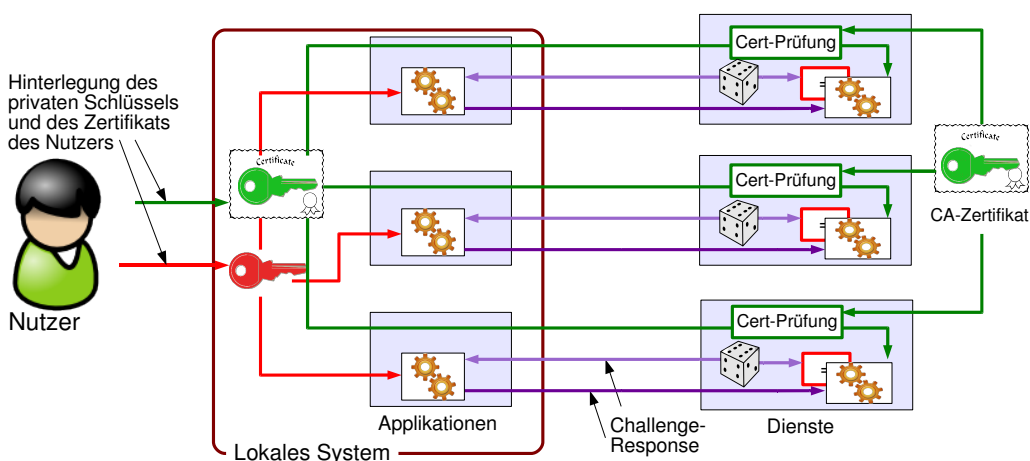 Hinterlegung des
privaten Schlüssels
und des Zertifikats
des Nutzers
Nutzer
Certificate
Lokales System
Applikationen
Challenge-
Response
Cert-Prüfung
=
Cert-Prüfung
=
Cert-Prüfung
=
Dienste
Certificate
CA-Zertifikat